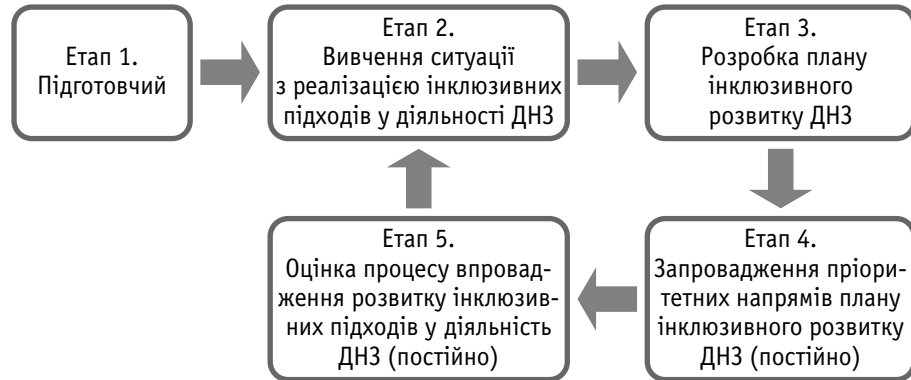 Етап 1.
Підготовчий
Етап 2.
Вивчення ситуації
з реалізацією інклюзивних
підходів у діяльності ДНЗ
Етап 3.
Розробка плану
інклюзивного
розвитку ДНЗ
Етап 4.
Запровадження пріори-
тетних напрямів плану
інклюзивного розвитку
ДНЗ (постійно)
Етап 5.
Оцінка процесу впровад-
ження розвитку інклюзив-
них підходів у діяльність
ДНЗ (постійно)